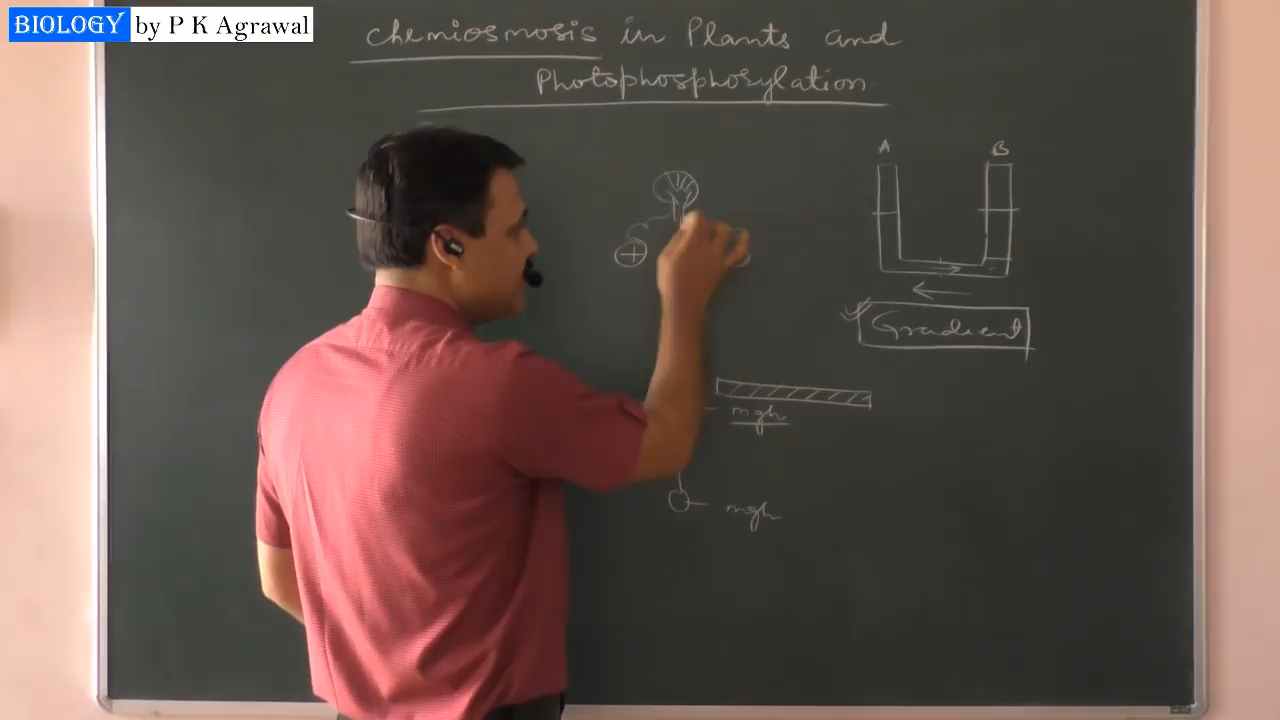 BIOLOGY by P K Agrawal
Chemiosmosis in Plants and
Photophosphorylation
A B
+
Gradient
mgh
mgh